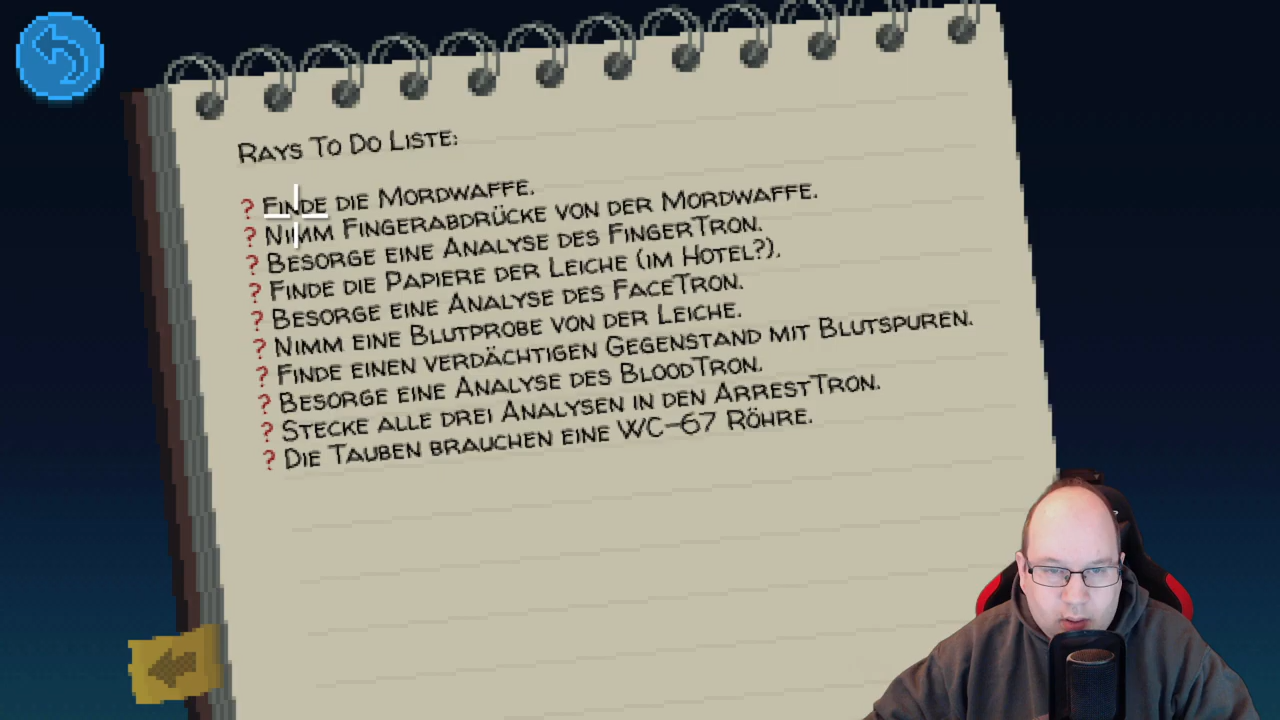 Rays To Do Liste:
? Finde die Mordwaffe.
? Nimm Fingerabdrücke von der Mordwaffe.
? Besorge eine Analyse des FingerTron.
? Finde die Papiere der Leiche (im Hotel?).
? Besorge eine Analyse des FaceTron.
? Nimm eine Blutprobe von der Leiche.
? Finde einen verdächtigen Gegenstand mit Blutspuren.
? Besorge eine Analyse des BloodTron.
? Stecke alle drei Analysen in den ArrestTron.
? Die Tauben brauchen eine WC-67 Röhre.